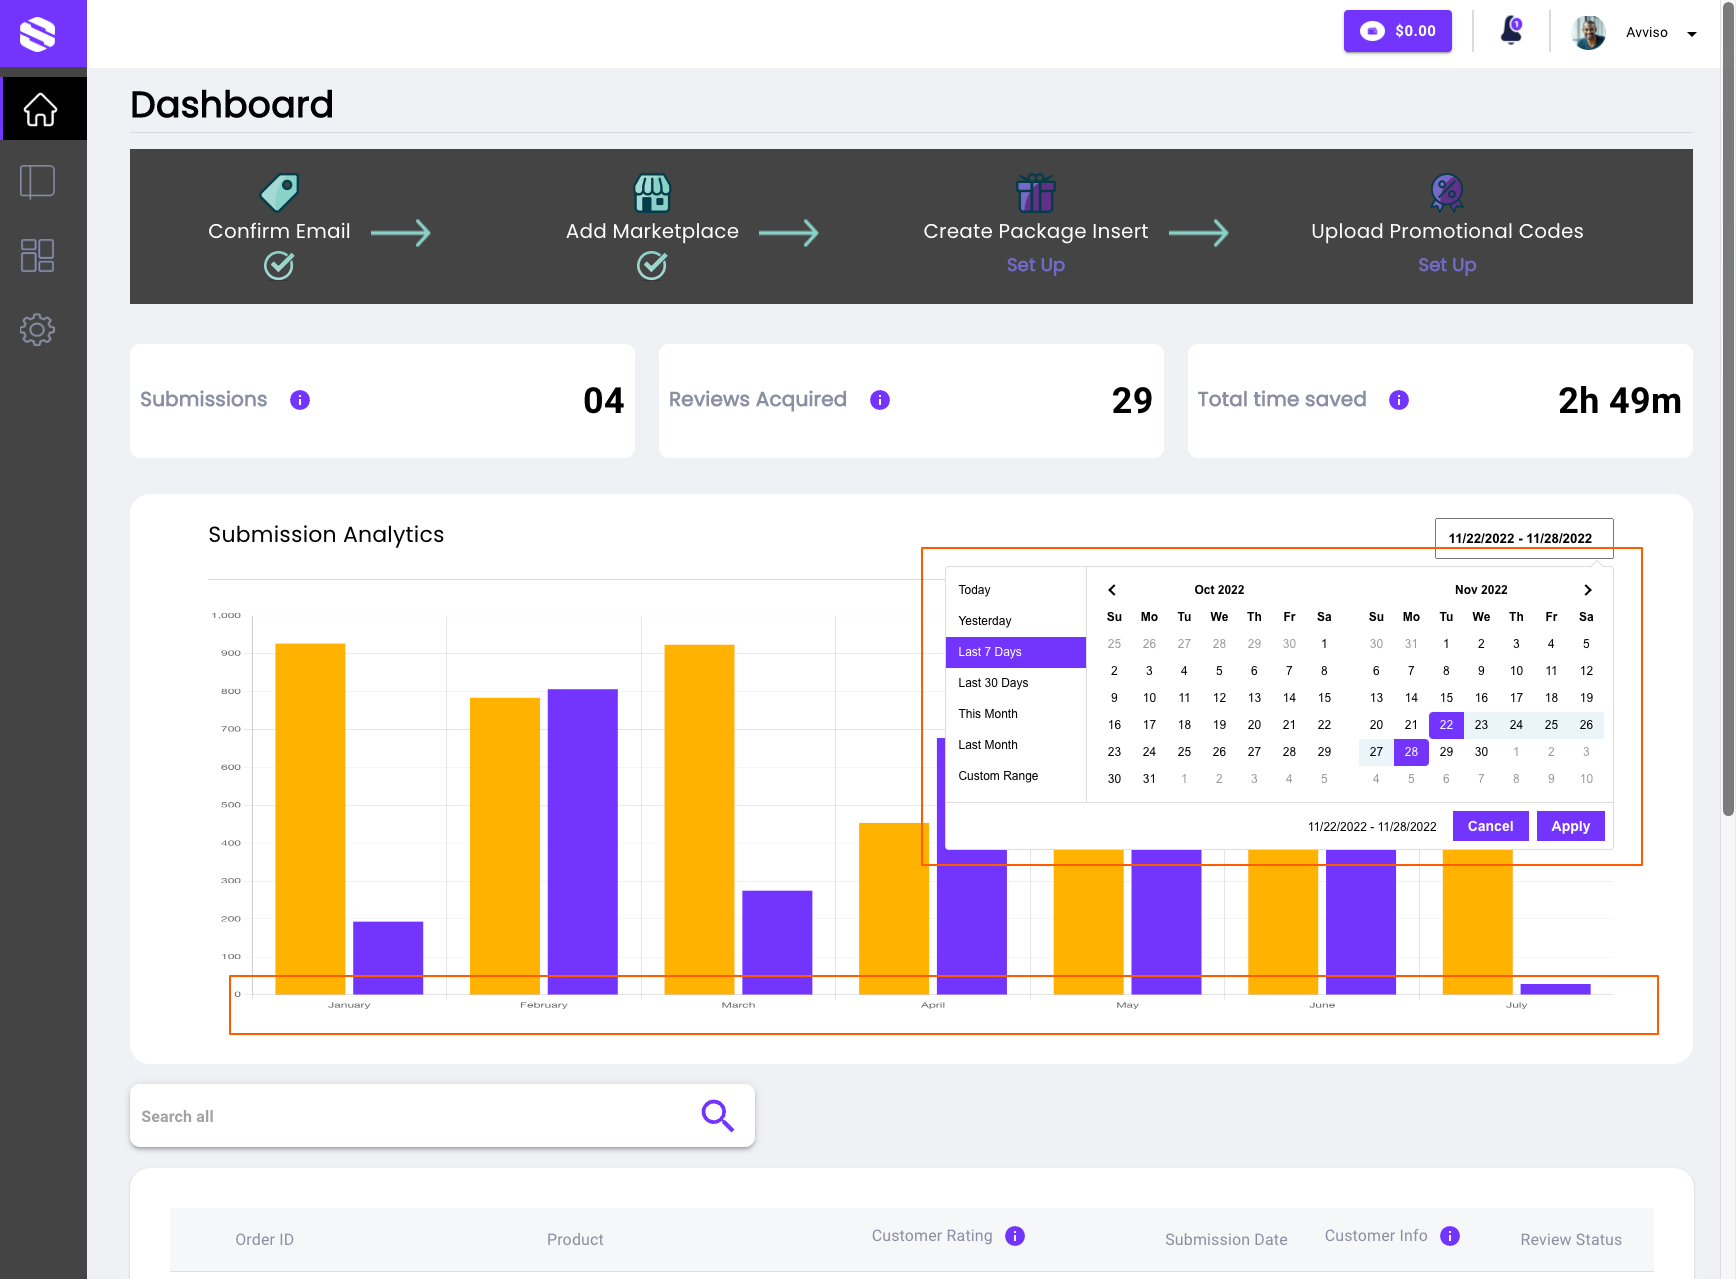 $0.00
1
Avviso
Dashboard
Confirm Email
Add Marketplace
Create Package Insert
Upload Promotional Codes
Set Up
Set Up
Submissions
04
Reviews Acquired
29
Total time saved
2h 49m
Submission Analytics
11/22/2022 - 11/28/2022
Today
Yesterday
Last 7 Days
Last 30 Days
This Month
Last Month
Custom Range
Oct 2022
Su Mo Tu We Th Fr Sa
25 26 27 28 29 30 1
2 3 4 5 6 7 8
9 10 11 12 13 14 15
16 17 18 19 20 21 22
23 24 25 26 27 28 29
30 31 1 2 3 4 5
Nov 2022
Su Mo Tu We Th Fr Sa
30 31 1 2 3 4 5
6 7 8 9 10 11 12
13 14 15 16 17 18 19
20 21 22 23 24 25 26
27 28 29 30 1 2 3
4 5 6 7 8 9 10
11/22/2022 - 11/28/2022
Cancel
Apply
1,000
900
800
700
600
500
400
300
200
100
0
January February March April May June July
Search all
Order ID
Product
Customer Rating
Submission Date
Customer Info
Review Status